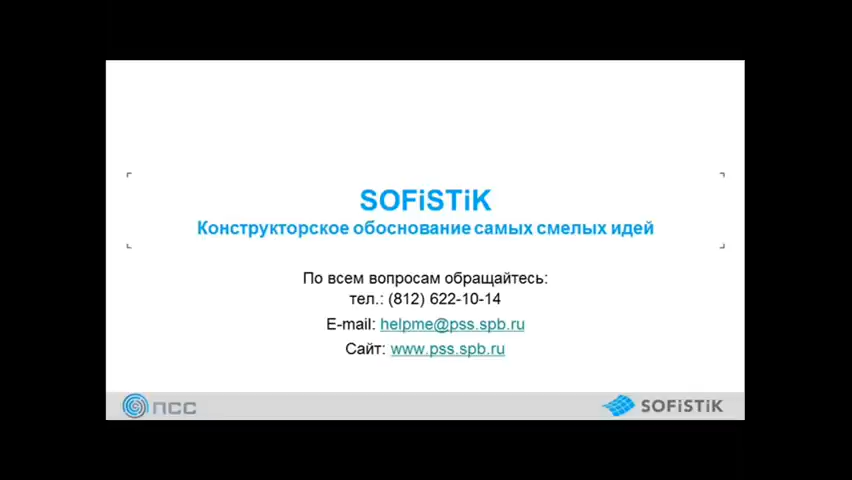 SOFiSTiK
Конструкторское обоснование самых смелых идей
По всем вопросам обращайтесь:
тел.: (812) 622-10-14
E-mail: helpme@pss.spb.ru
Сайт: www.pss.spb.ru
ПСС
SOFiSTiK